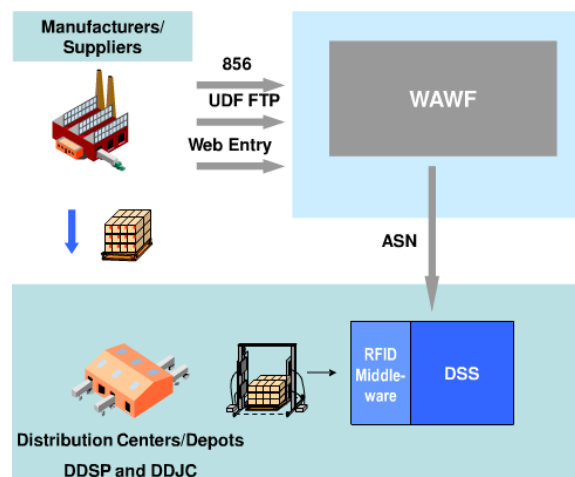 Manufacturers/
Suppliers
856
UDF FTP
Web Entry
WAWF
ASN
RFID
Middle-
ware
DSS
Distribution Centers/Depots
DDSP and DDJC